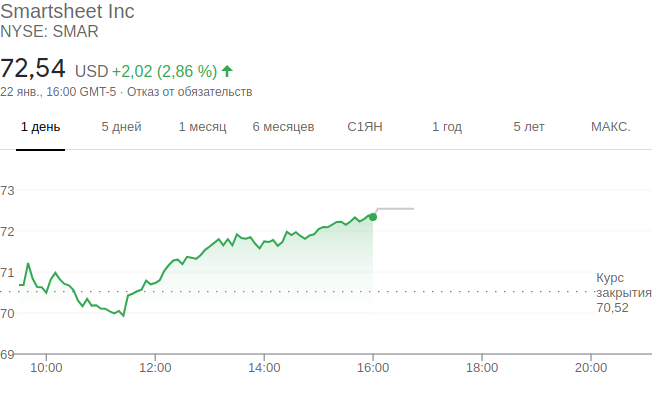 Smartsheet Inc
NYSE: SMAR
72,54 USD +2,02 (2,86 %)
22 янв., 16:00 GMT-5 · Отказ от обязательств
1 день 5 дней 1 месяц 6 месяцев С1ЯН 1 год 5 лет МАКС.
73
72
71
Курс
закрытия
70,52
70
69
10:00 12:00 14:00 16:00 18:00 20:00